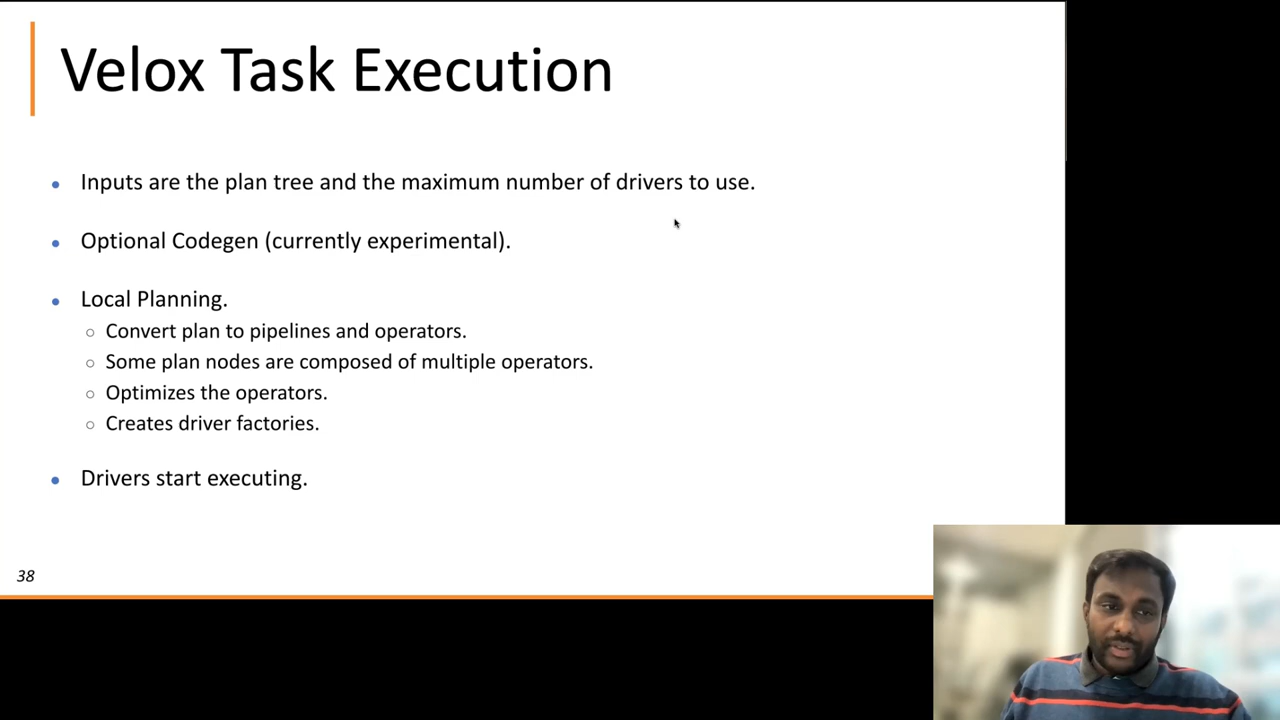 Velox Task Execution
Inputs are the plan tree and the maximum number of drivers to use.
Optional Codegen (currently experimental).
Local Planning.
Convert plan to pipelines and operators.
Some plan nodes are composed of multiple operators.
Optimizes the operators.
Creates driver factories.
Drivers start executing.
38